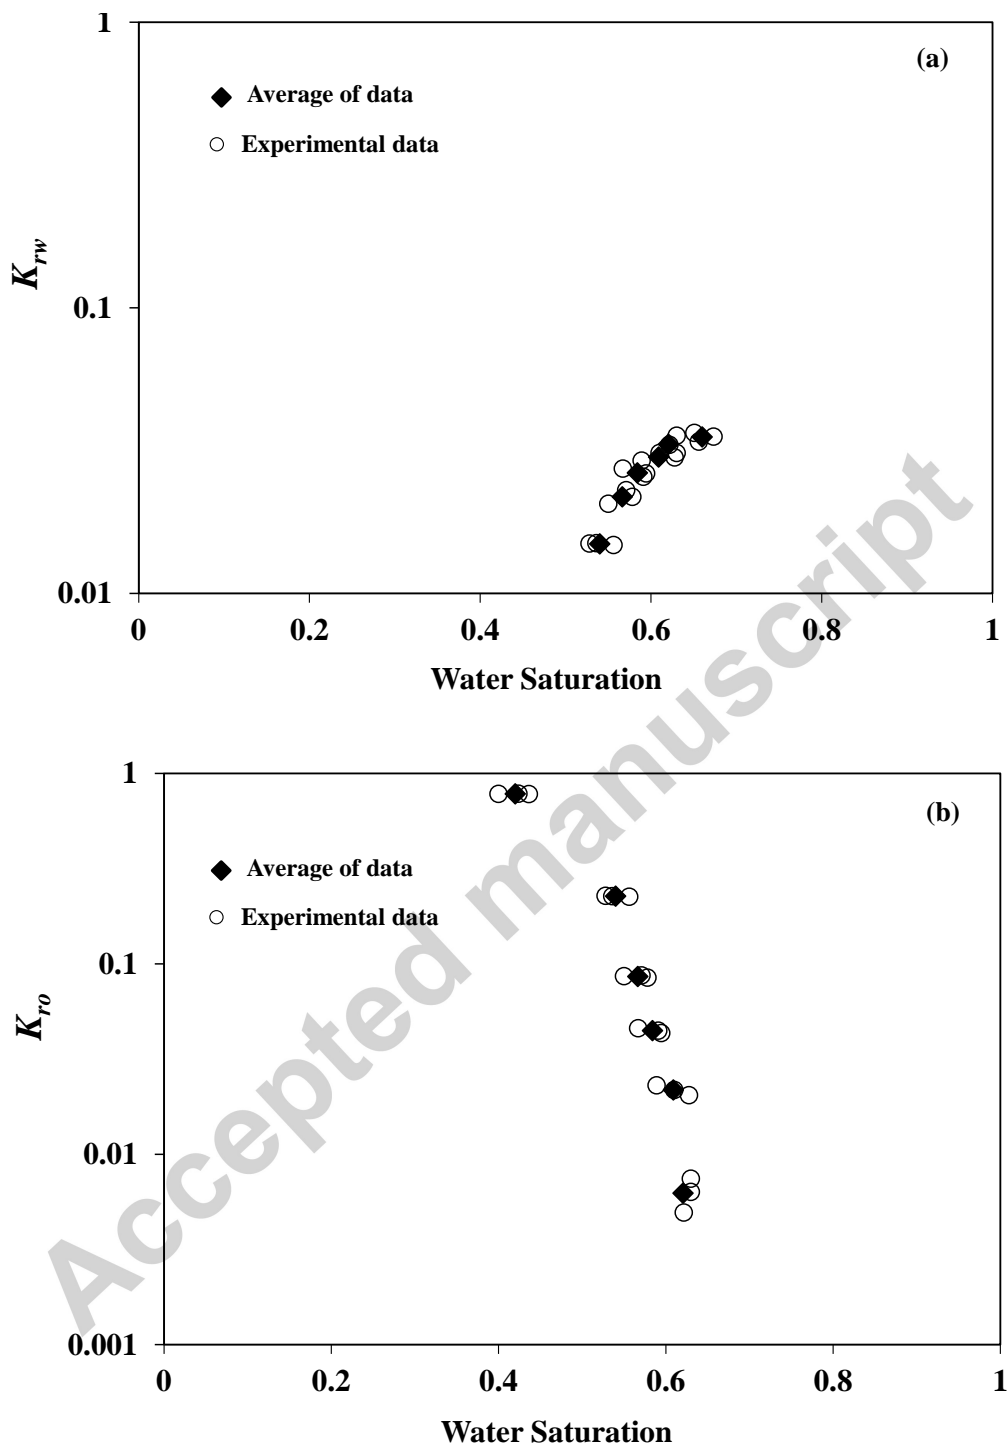 1
(a)
Average of data
Experimental data
K_rw
0.1
0.01
0 0.2 0.4 0.6 0.8 1
Water Saturation
1
(b)
Average of data
Experimental data
0.1
K_ro
0.01
0.001
0 0.2 0.4 0.6 0.8 1
Water Saturation
Accepted manuscript